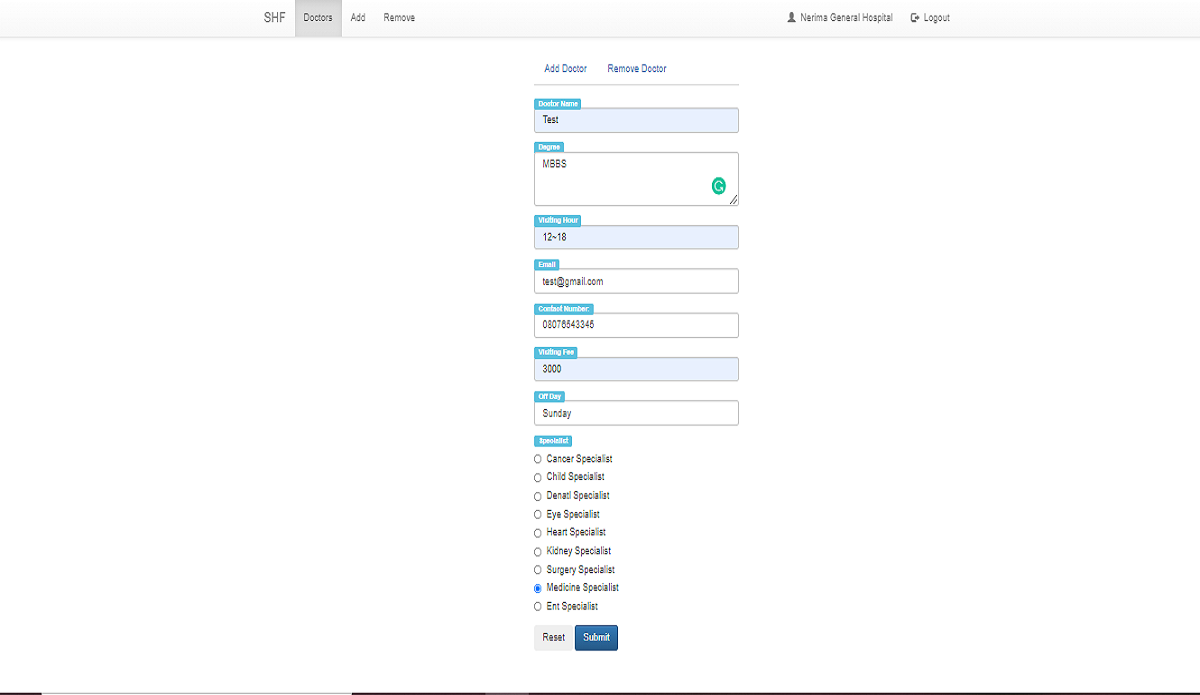 SHF Doctors Add Remove Nerima General Hospital Logout
Add Doctor Remove Doctor
Doctor Name
Test
Degree
MBBS
Visiting Hour
12~18
Email
test@gmail.com
Contact Number:
08076543345
Visiting Fee
3000
Off Day
Sunday
Specialist
Cancer Specialist
Child Specialist
Denatl Specialist
Eye Specialist
Heart Specialist
Kidney Specialist
Surgery Specialist
Medicine Specialist
Ent Specialist
Reset Submit